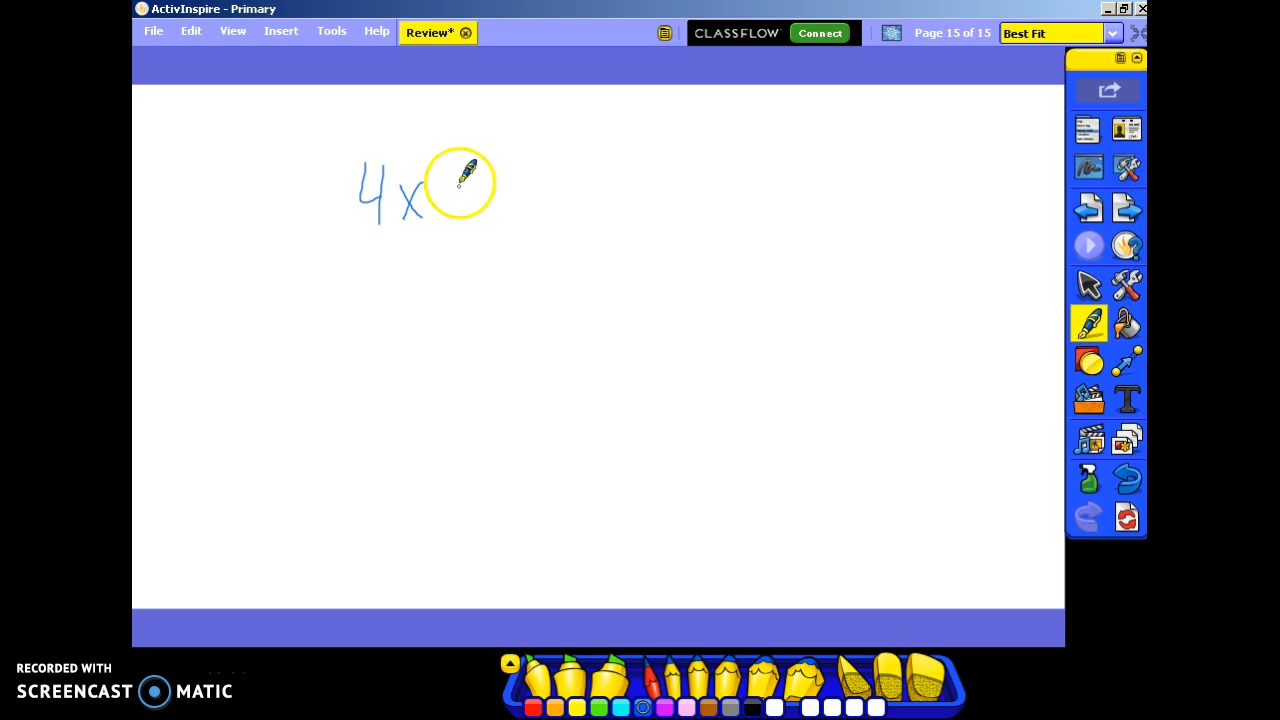 ActivInspire - Primary
File Edit View Insert Tools Help Review* CLASSFLOW Connect Page 15 of 15 Best Fit
4x
RECORDED WITH
SCREENCAST MATIC